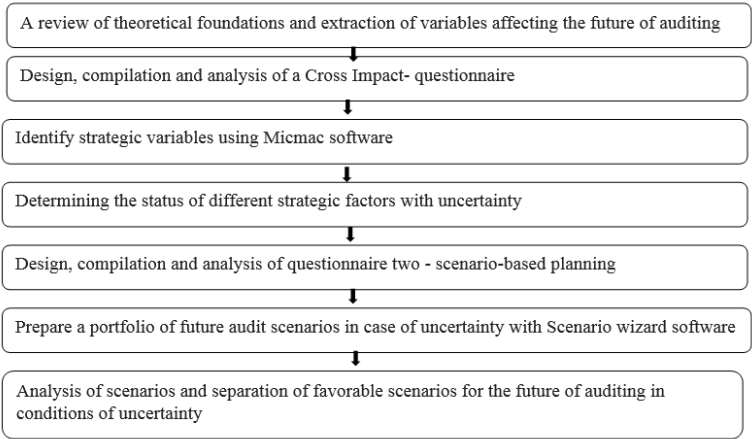 A review of theoretical foundations and extraction of variables affecting the future of auditing
Design, compilation and analysis of a Cross Impact- questionnaire
Identify strategic variables using Micmac software
Determining the status of different strategic factors with uncertainty
Design, compilation and analysis of questionnaire two - scenario-based planning
Prepare a portfolio of future audit scenarios in case of uncertainty with Scenario wizard software
Analysis of scenarios and separation of favorable scenarios for the future of auditing in
conditions of uncertainty